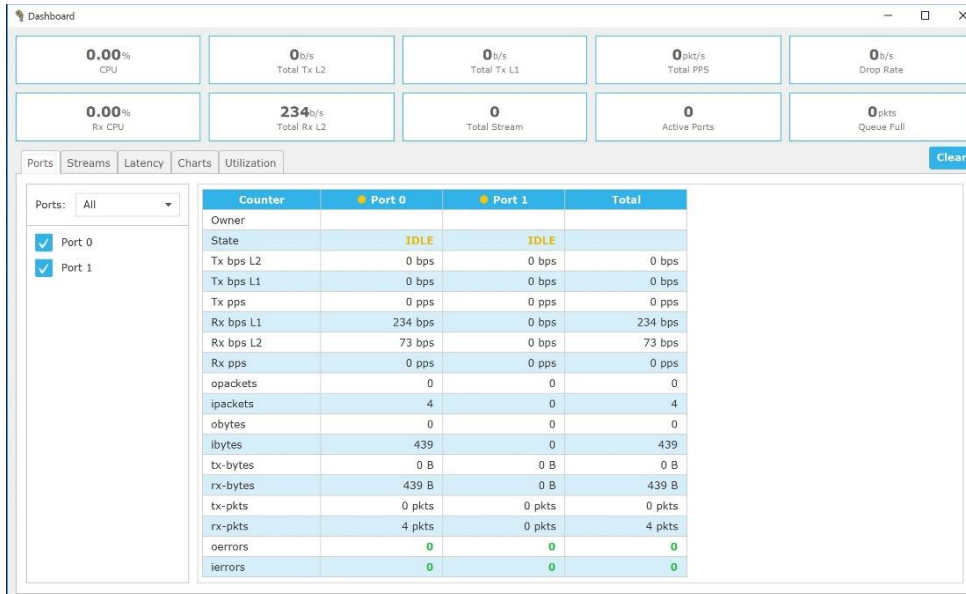 Dashboard
0.00% 0b/s 0b/s 0pkt/s 0b/s
CPU Total Tx L2 Total Tx L1 Total PPS Drop Rate
0.00% 234b/s 0 0 0pkts
Rx CPU Total Rx L2 Total Stream Active Ports Queue Full
Ports Streams Latency Charts Utilization Clear
Ports: All
Port 0
Port 1
Counter Port 0 Port 1 Total
Owner
State IDLE IDLE
Tx bps L2 0 bps 0 bps 0 bps
Tx bps L1 0 bps 0 bps 0 bps
Tx pps 0 pps 0 pps 0 pps
Rx bps L1 234 bps 0 bps 234 bps
Rx bps L2 73 bps 0 bps 73 bps
Rx pps 0 pps 0 pps 0 pps
opackets 0 0 0
ipackets 4 0 4
obytes 0 0 0
ibytes 439 0 439
tx-bytes 0 B 0 B 0 B
rx-bytes 439 B 0 B 439 B
tx-pkts 0 pkts 0 pkts 0 pkts
rx-pkts 4 pkts 0 pkts 4 pkts
oerrors 0 0 0
ierrors 0 0 0